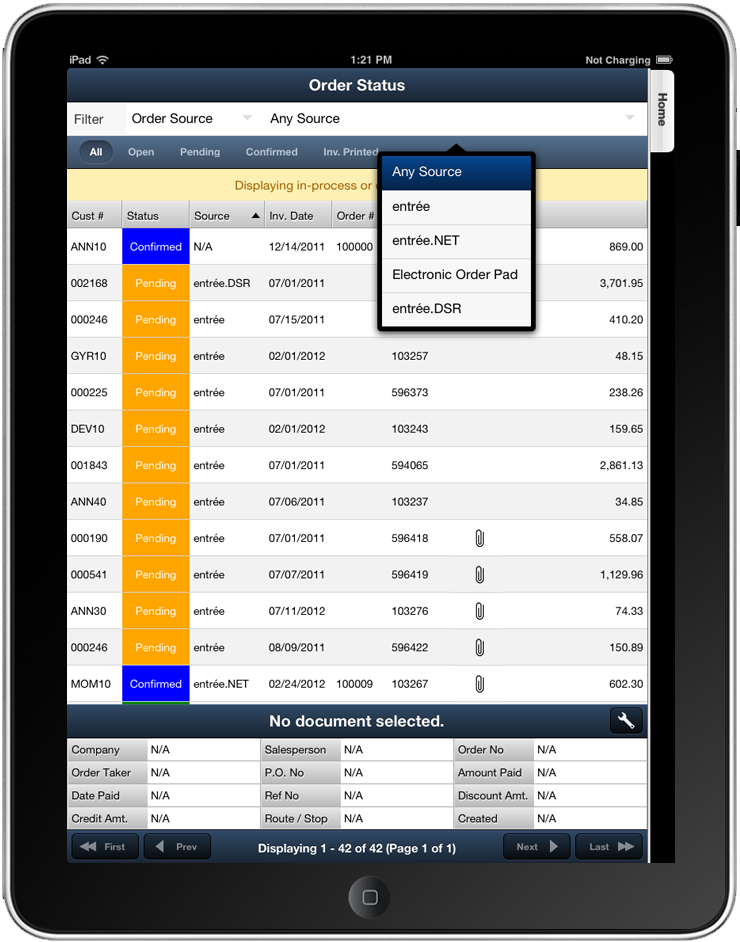 iPad 1:21 PM Not Charging
Order Status
Home
Filter Order Source Any Source
All Open Pending Confirmed Inv. Printed
Any Source
entrée
entrée.NET
Electronic Order Pad
entrée.DSR
Displaying in-process or
Cust # Status Source Inv. Date Order #
ANN10 Confirmed N/A 12/14/2011 100000 869.00
002168 Pending entrée.DSR 07/01/2011 3,701.95
000246 Pending entrée 07/15/2011 410.20
GYR10 Pending entrée 02/01/2012 103257 48.15
000225 Pending entrée 07/01/2011 596373 238.26
DEV10 Pending entrée 02/01/2012 103243 159.65
001843 Pending entrée 07/01/2011 594065 2,861.13
ANN40 Pending entrée 07/06/2011 103237 34.85
000190 Pending entrée 07/01/2011 596418 558.07
000541 Pending entrée 07/07/2011 596419 1,129.96
ANN30 Pending entrée 07/11/2012 103276 74.33
000246 Pending entrée 08/09/2011 596422 150.89
MOM10 Confirmed entrée.NET 02/24/2012 100009 103267 602.30
No document selected.
Company N/A Salesperson N/A Order No N/A
Order Taker N/A P.O. No N/A Amount Paid N/A
Date Paid N/A Ref No N/A Discount Amt. N/A
Credit Amt. N/A Route / Stop N/A Created N/A
First Prev Displaying 1 - 42 of 42 (Page 1 of 1) Next Last